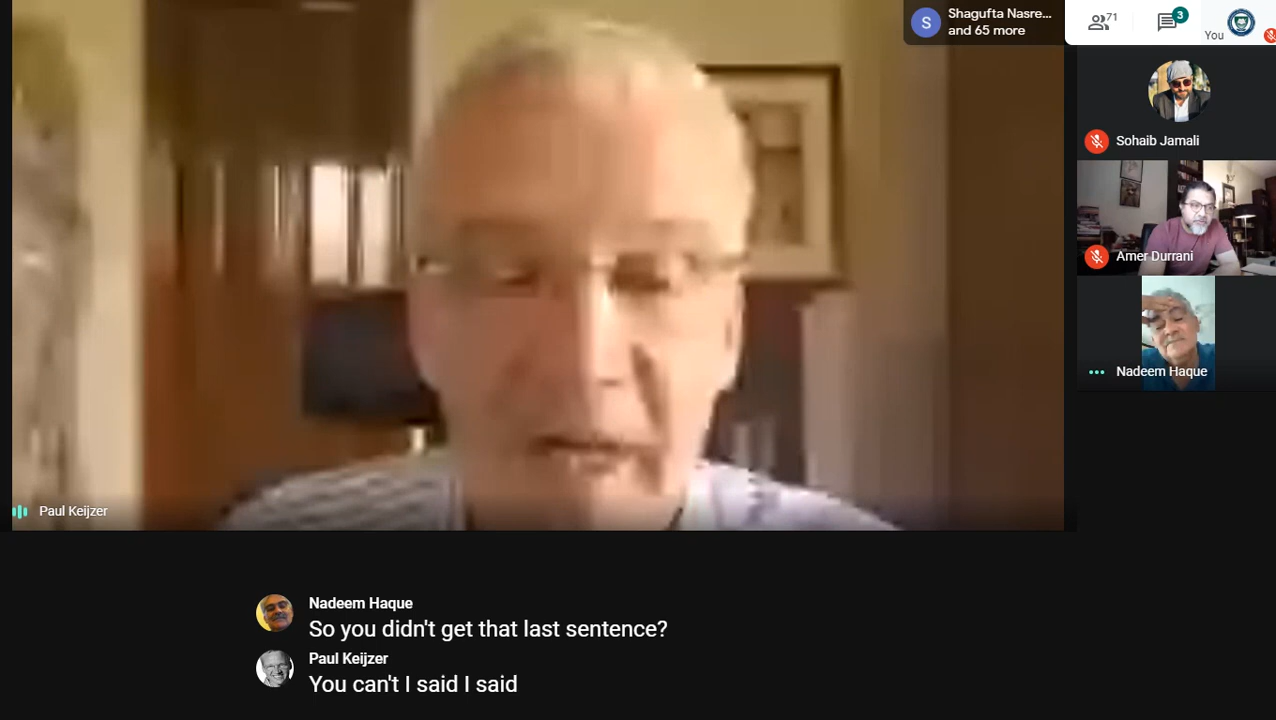 Shagufta Nasre...
and 65 more
71
3
You
S
Sohaib Jamali
Amer Durrani
Nadeem Haque
Paul Keijzer
Nadeem Haque
So you didn't get that last sentence?
Paul Keijzer
You can't I said I said